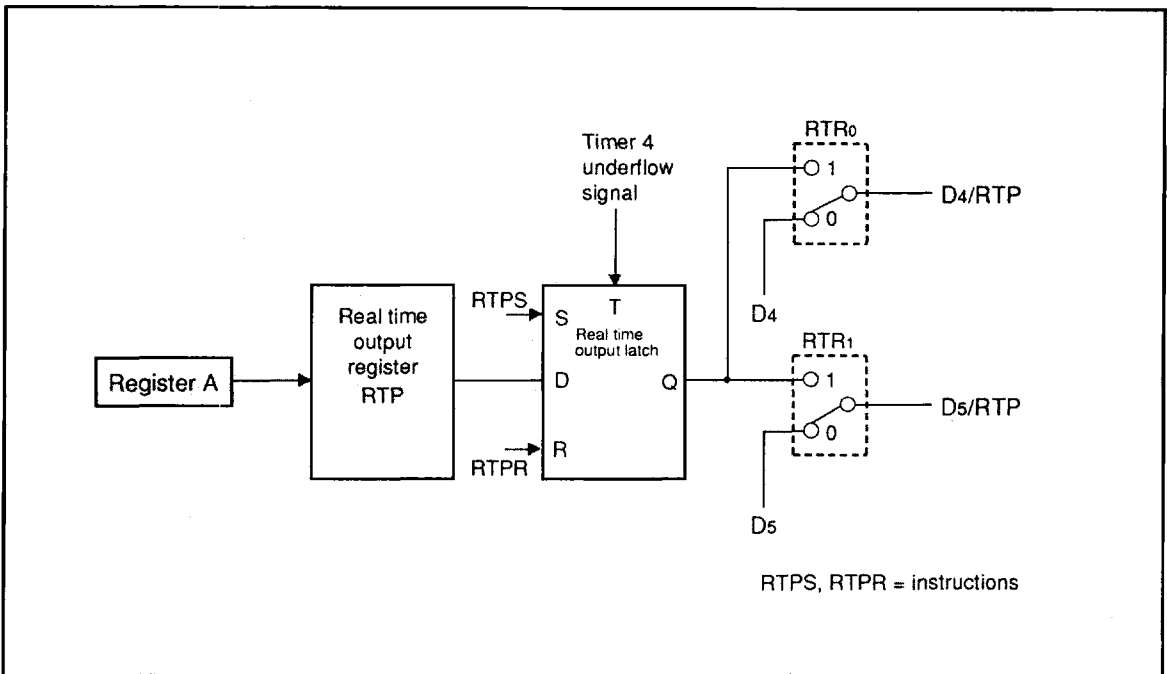 Timer 4
underflow
signal
RTR0
1
0
D4/RTP
D4
Register A
Real time
output
register
RTP
RTPS
RTPR
S
T
Real time
output latch
D
Q
R
RTR1
1
0
D5/RTP
D5
RTPS, RTPR = instructions